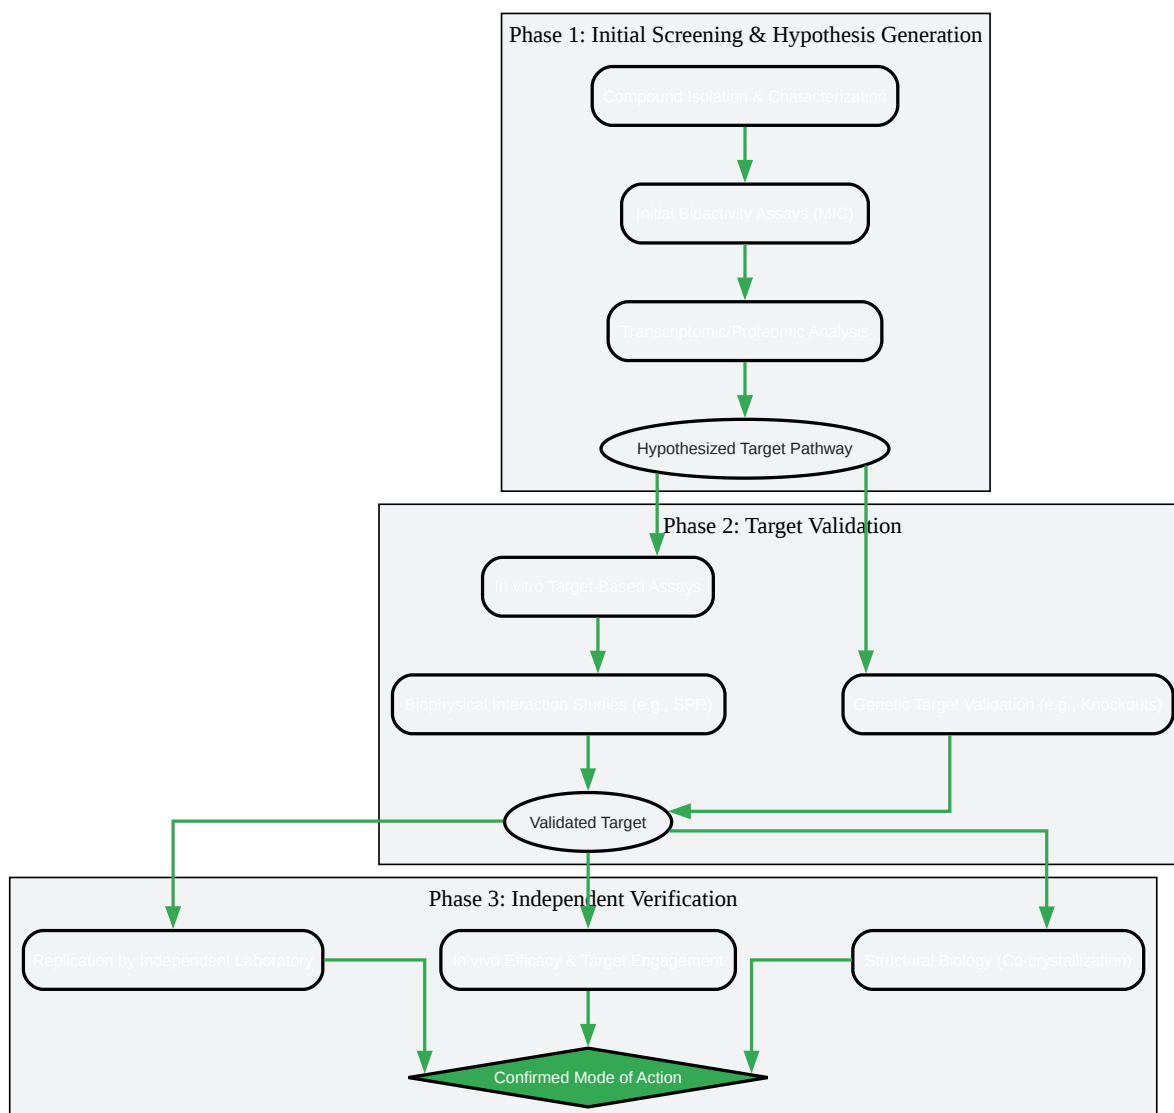 Phase 1: Initial Screening & Hypothesis Generation
Compound Isolation & Characterization
Initial Bioactivity Assays (MIC)
Transcriptomic/Proteomic Analysis
Hypothesized Target Pathway
Phase 2: Target Validation
In vitro Target-Based Assays
Biophysical Interaction Studies (e.g., SPR)
Genetic Target Validation (e.g., Knockouts)
Validated Target
Phase 3: Independent Verification
Replication by Independent Laboratory
In vivo Efficacy & Target Engagement
Structural Biology (Co-crystallization)
Confirmed Mode of Action